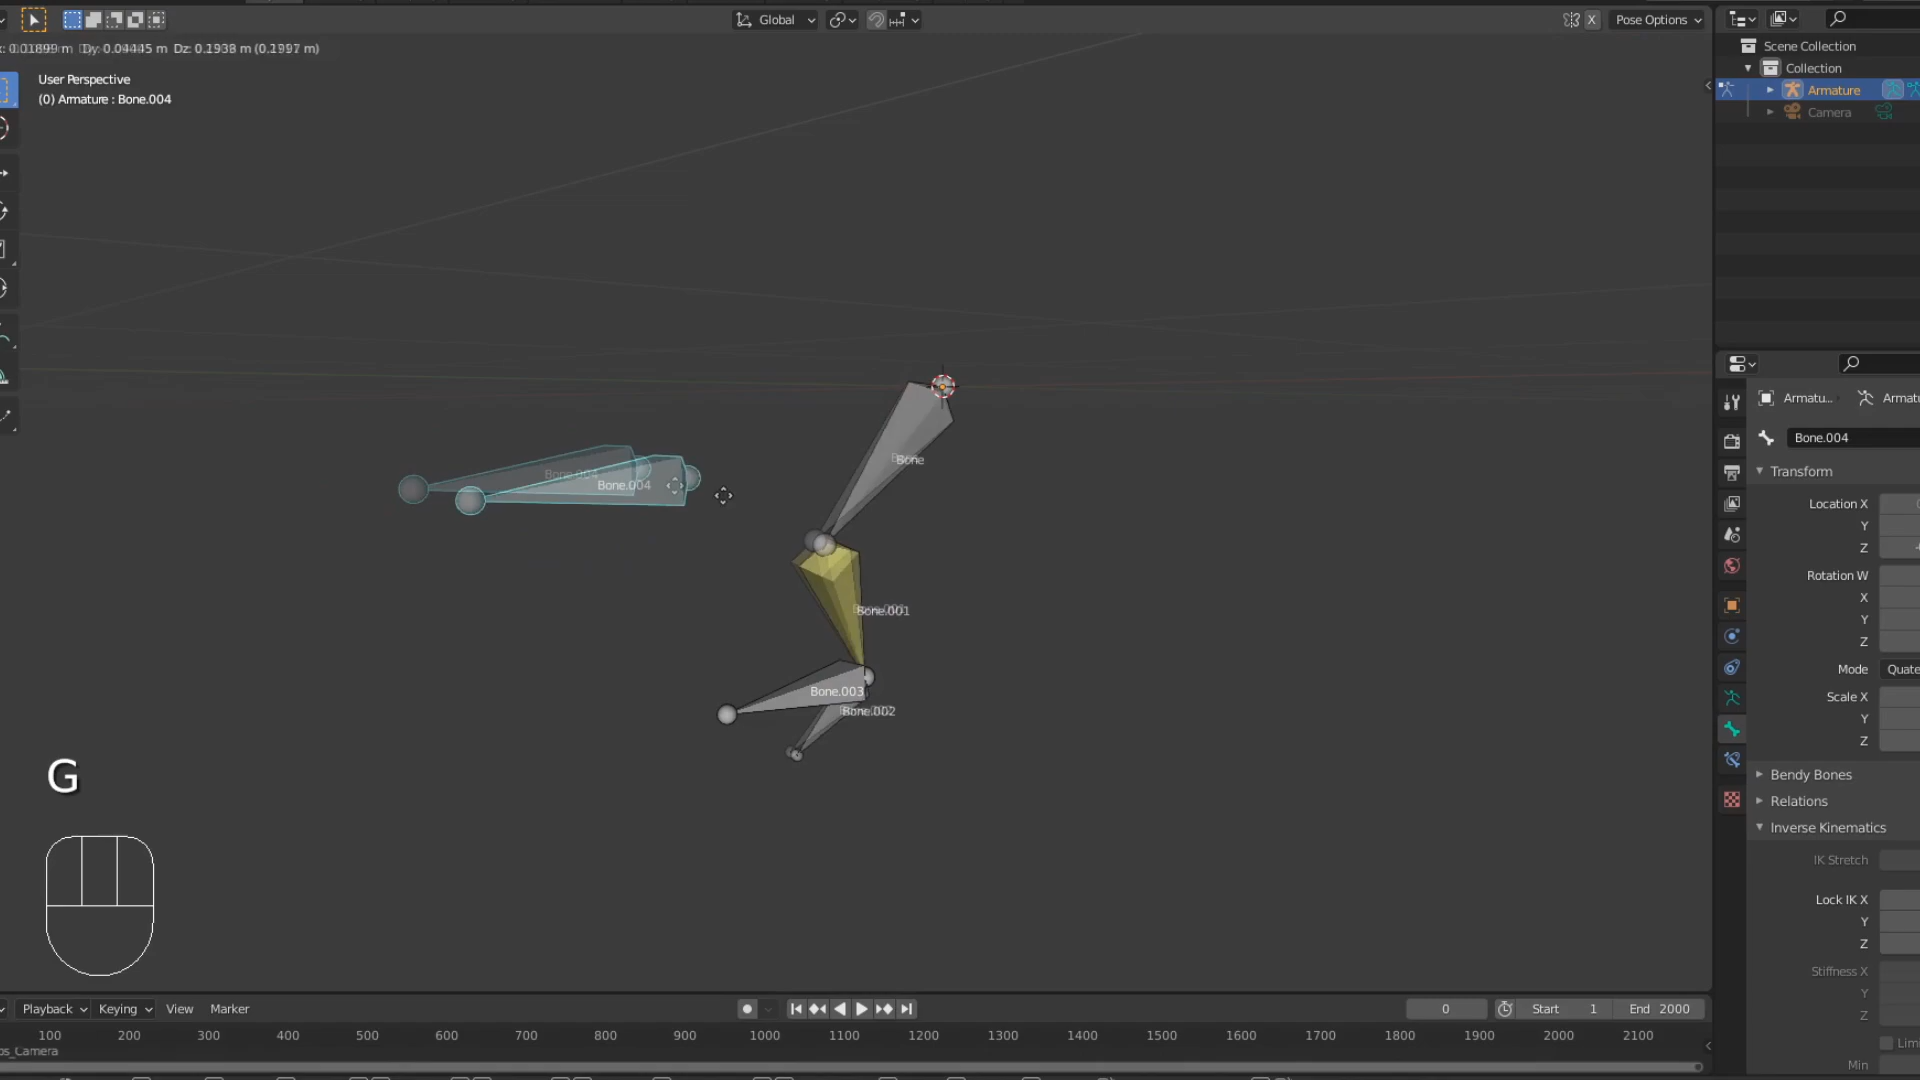 Global
X
Pose Options
x: 0.01899 m Dy: 0.04445 m Dz: 0.1938 m (0.1997 m)
User Perspective
(0) Armature : Bone.004
Scene Collection
Collection
Armature
Camera
Armatu...
Armat
Bone.004
Bone
Bone.004
Bone.004
Bone.001
Bone.003
Bone.002
Transform
Location X
Y
Z
Rotation W
X
Y
Z
Mode
Quate
Scale X
Y
Z
Bendy Bones
Relations
Inverse Kinematics
IK Stretch
Lock IK X
Y
Z
Stiffness X
Y
Z
Limi
Min
G
Playback
Keying
View
Marker
0
Start 1
End 2000
100 200 300 400 500 600 700 800 900 1000 1100 1200 1300 1400 1500 1600 1700 1800 1900 2000 2100
os_Camera